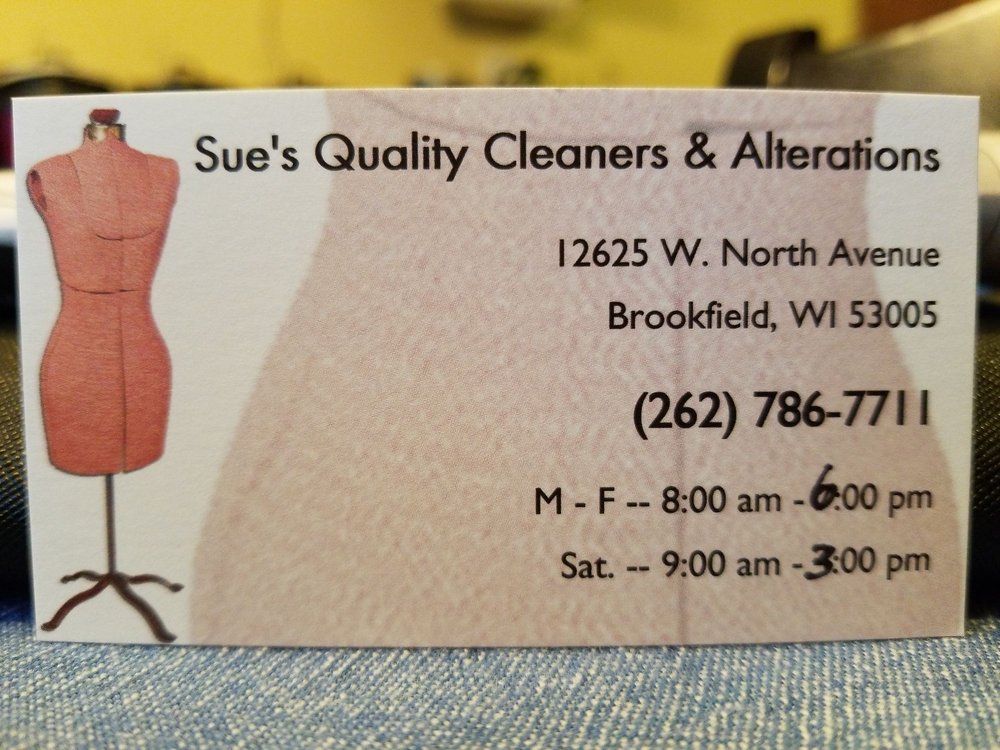 Sue's Quality Cleaners & Alterations
12625 W. North Avenue
Brookfield, WI 53005
(262) 786-7711
M - F -- 8:00 am - 6:00 pm
Sat. -- 9:00 am - 3:00 pm